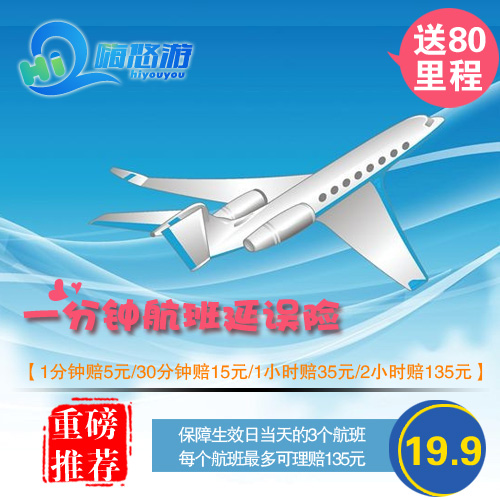 Hi
嗨悠游
hiyouyou
送80
里程
一分钟航班延误险
【1分钟赔5元/30分钟赔15元/1小时赔35元/2小时赔135元】
重磅
推荐
保障生效日当天的3个航班
每个航班最多可理赔135元
19.9